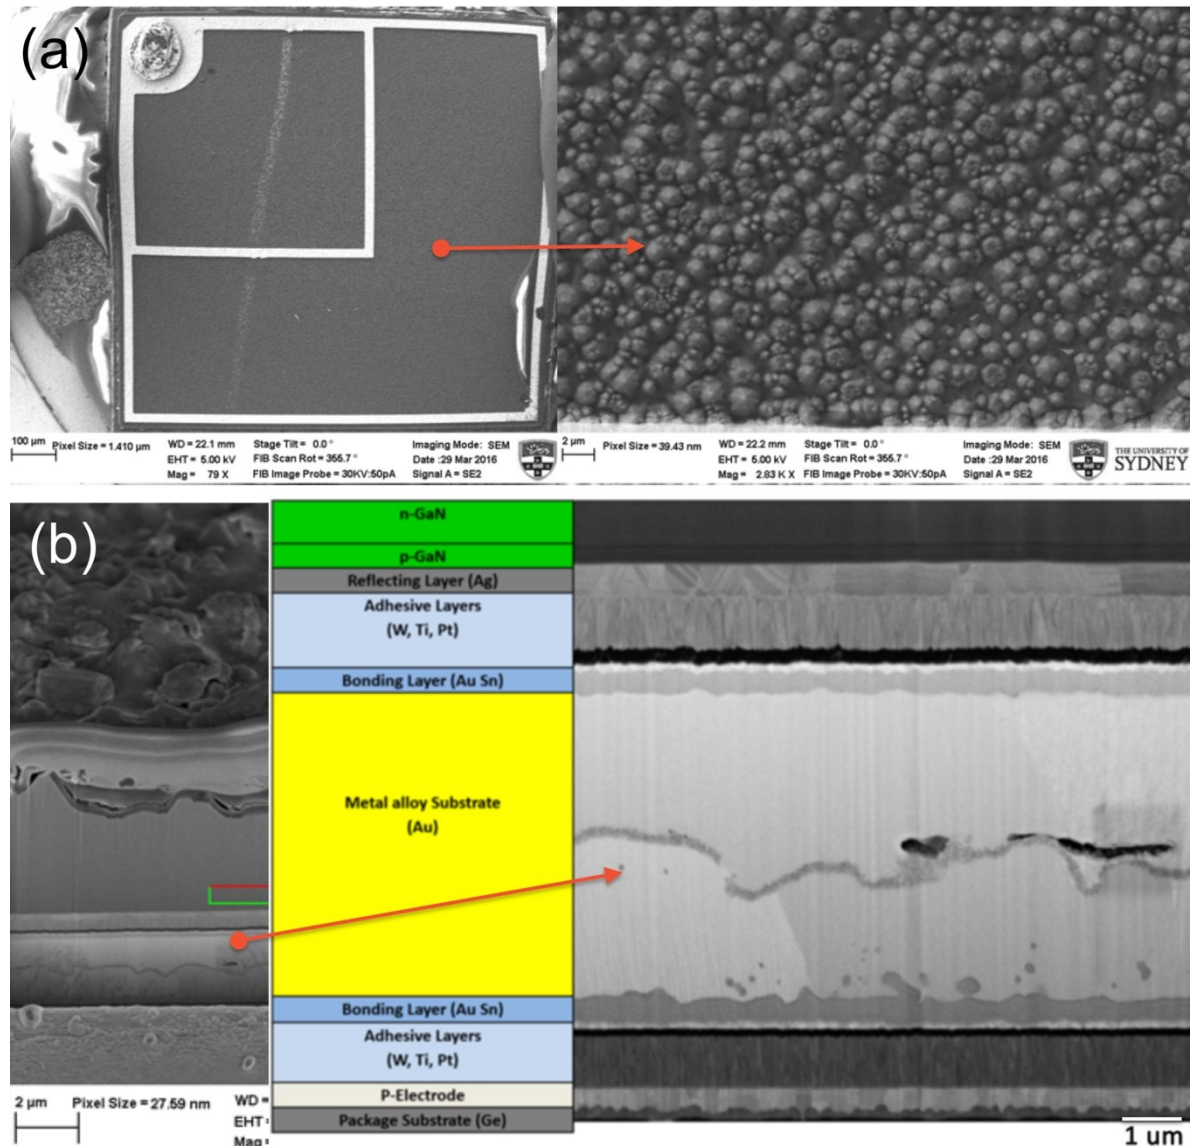 (a)
100 µm
Pixel Size = 1.410 µm
WD = 22.1 mm
EHT = 5.00 kV
Mag = 79 X
Stage Tilt = 0.0 °
FIB Scan Rot = 355.7°
FIB Image Probe = 30KV:50pA
Imaging Mode: SEM
Date :29 Mar 2016
Signal A = SE2
2 µm
Pixel Size = 39.43 nm
WD = 22.2 mm
EHT = 5.00 kV
Mag = 2.83 K X
Stage Tilt = 0.0 °
FIB Scan Rot = 355.7°
FIB Image Probe = 30KV:50pA
Imaging Mode: SEM
Date :29 Mar 2016
Signal A = SE2
THE UNIVERSITY OF
SYDNEY
(b)
n-GaN
p-GaN
Reflecting Layer (Ag)
Adhesive Layers
(W, Ti, Pt)
Bonding Layer (Au Sn)
Metal alloy Substrate
(Au)
Bonding Layer (Au Sn)
Adhesive Layers
(W, Ti, Pt)
P-Electrode
Package Substrate (Ge)
2 µm
Pixel Size = 27.59 nm
WD =
EHT =
Mag =
1 um